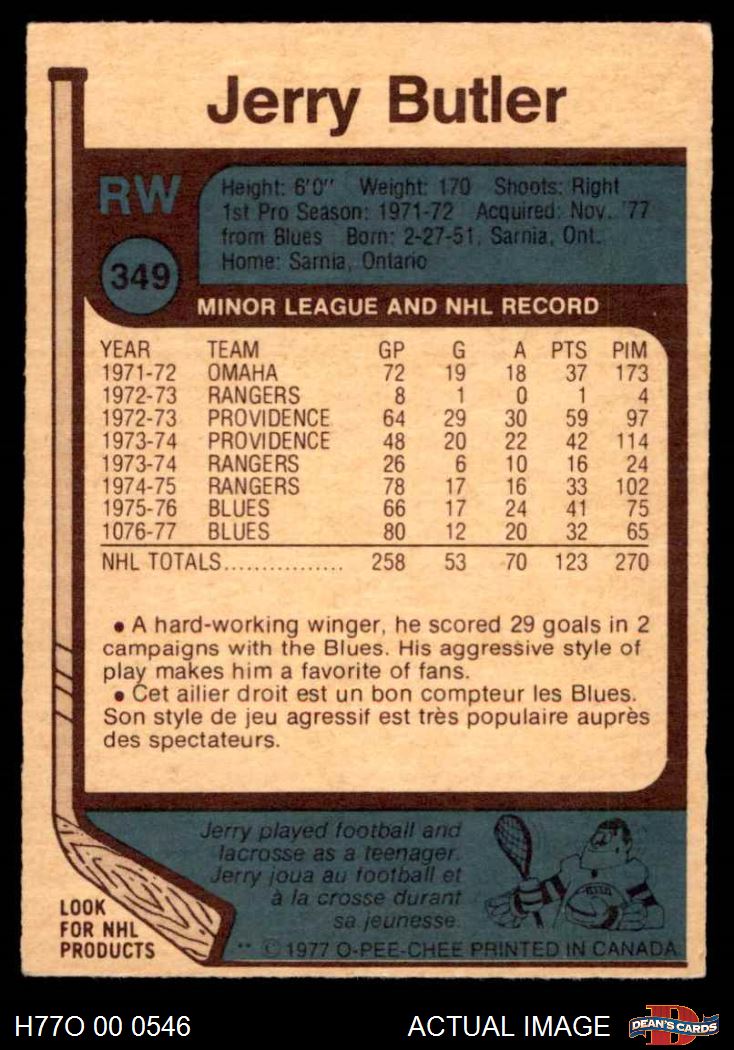 Jerry Butler
RW
Height: 6'0" Weight: 170 Shoots: Right
1st Pro Season: 1971-72 Acquired: Nov. '77
from Blues Born: 2-27-51, Sarnia, Ont.
Home: Sarnia, Ontario
349
MINOR LEAGUE AND NHL RECORD
YEAR TEAM GP G A PTS PIM
1971-72 OMAHA 72 19 18 37 173
1972-73 RANGERS 8 1 0 1 4
1972-73 PROVIDENCE 64 29 30 59 97
1973-74 PROVIDENCE 48 20 22 42 114
1973-74 RANGERS 26 6 10 16 24
1974-75 RANGERS 78 17 16 33 102
1975-76 BLUES 66 17 24 41 75
1076-77 BLUES 80 12 20 32 65
NHL TOTALS................ 258 53 70 123 270
• A hard-working winger, he scored 29 goals in 2
campaigns with the Blues. His aggressive style of
play makes him a favorite of fans.
• Cet ailier droit est un bon compteur les Blues.
Son style de jeu agressif est très populaire auprès
des spectateurs.
Jerry played football and
lacrosse as a teenager.
Jerry joua au football et
à la crosse durant
sa jeunesse.
LOOK
FOR NHL
PRODUCTS
** © 1977 O-PEE-CHEE PRINTED IN CANADA
H77O 00 0546 ACTUAL IMAGE
D
DEAN'S CARDS